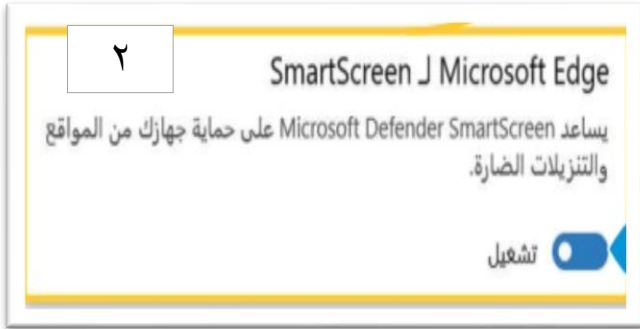 ٢
SmartScreen لـ Microsoft Edge
يساعد Microsoft Defender SmartScreen على حماية جهازك من المواقع
والتنزيلات الضارة.
تشغيل